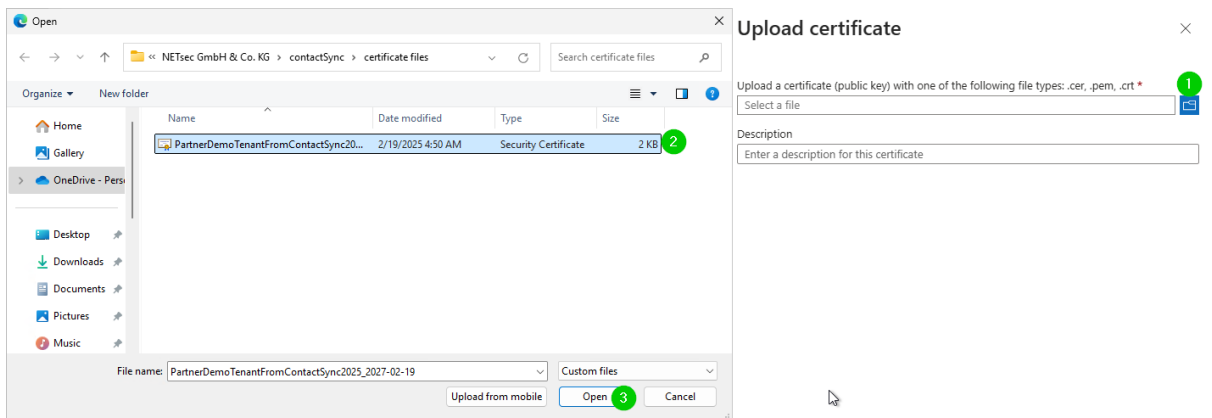 Open
« NETsec GmbH & Co. KG > contactSync > certificate files
Search certificate files
Organize
New folder
Home
Gallery
OneDrive - Perso
Desktop
Downloads
Documents
Pictures
Music
Name
Date modified
Type
Size
PartnerDemoTenantFromContactSync20... 2/19/2025 4:50 AM Security Certificate 2 KB
2
File name: PartnerDemoTenantFromContactSync2025_2027-02-19
Custom files
Upload from mobile
Open
3
Cancel
Upload certificate
1
Upload a certificate (public key) with one of the following file types: .cer, .pem, .crt *
Select a file
Description
Enter a description for this certificate